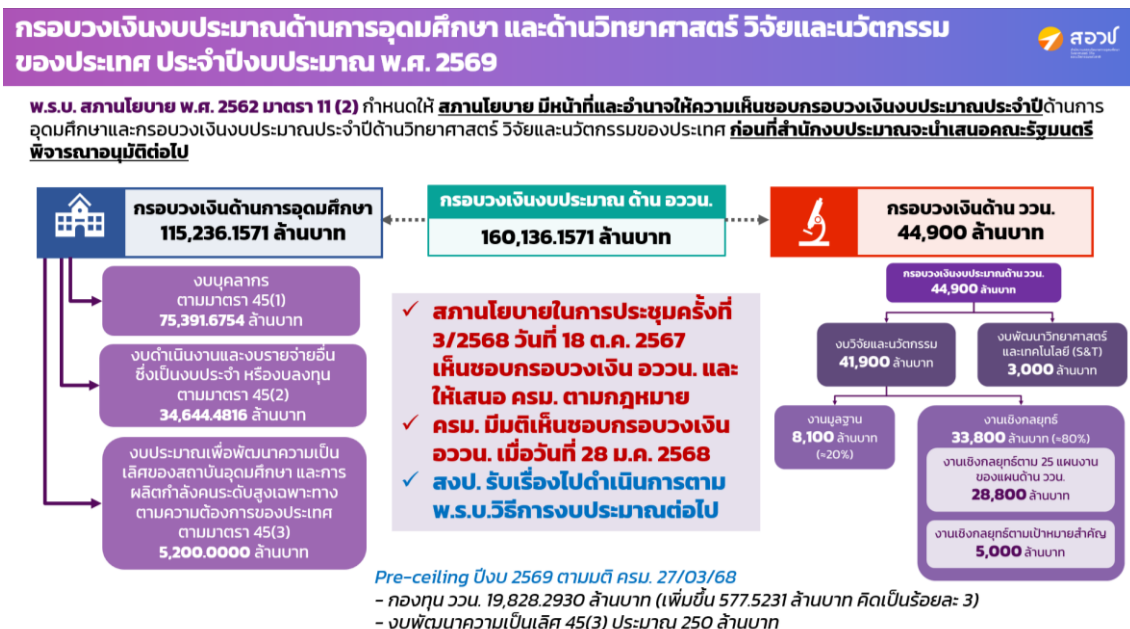 กรอบวงเงินงบประมาณด้านการอุดมศึกษา และด้านวิทยาศาสตร์ วิจัยและนวัตกรรม
ของประเทศ ประจำปีงบประมาณ พ.ศ. 2569
สอวช
พ.ร.บ. สภานโยบาย พ.ศ. 2562 มาตรา 11 (2) กำหนดให้ สภานโยบาย มีหน้าที่และอำนาจให้ความเห็นชอบกรอบวงเงินงบประมาณประจำปีด้านการ
อุดมศึกษาและกรอบวงเงินงบประมาณประจำปีด้านวิทยาศาสตร์ วิจัยและนวัตกรรมของประเทศ ก่อนที่สำนักงบประมาณจะนำเสนอคณะรัฐมนตรี
พิจารณาอนุมัติต่อไป
กรอบวงเงินด้านการอุดมศึกษา
115,236.1571 ล้านบาท
กรอบวงเงินงบประมาณ ด้าน อววน.
160,136.1571 ล้านบาท
กรอบวงเงินด้าน ววน.
44,900 ล้านบาท
งบบุคลากร
ตามมาตรา 45(1)
75,391.6754 ล้านบาท
งบดำเนินงานและงบรายจ่ายอื่น
ซึ่งเป็นงบประจำ หรืองบลงทุน
ตามมาตรา 45(2)
34,644.4816 ล้านบาท
งบประมาณเพื่อพัฒนาความเป็น
เลิศของสถาบันอุดมศึกษา และการ
ผลิตกำลังคนระดับสูงเฉพาะทาง
ตามความต้องการของประเทศ
ตามมาตรา 45(3)
5,200.0000 ล้านบาท
✓ สภานโยบายในการประชุมครั้งที่
3/2568 วันที่ 18 ต.ค. 2567
เห็นชอบกรอบวงเงิน อววน. และ
ให้เสนอ ครม. ตามกฎหมาย
✓ ครม. มีมติเห็นชอบกรอบวงเงิน
อววน. เมื่อวันที่ 28 ม.ค. 2568
✓ สงป. รับเรื่องไปดำเนินการตาม
พ.ร.บ.วิธีการงบประมาณต่อไป
กรอบวงเงินงบประมาณด้าน ววน.
44,900 ล้านบาท
งบวิจัยและนวัตกรรม
41,900 ล้านบาท
งบพัฒนาวิทยาศาสตร์
และเทคโนโลยี (S&T)
3,000 ล้านบาท
งานมูลฐาน
8,100 ล้านบาท
(≈20%)
งานเชิงกลยุทธ์
33,800 ล้านบาท (≈80%)
งานเชิงกลยุทธ์ตาม 25 แผนงาน
ของแผนด้าน ววน.
28,800 ล้านบาท
งานเชิงกลยุทธ์ตามเป้าหมายสำคัญ
5,000 ล้านบาท
Pre-ceiling ปีงบ 2569 ตามมติ ครม. 27/03/68
- กองทุน ววน. 19,828.2930 ล้านบาท (เพิ่มขึ้น 577.5231 ล้านบาท คิดเป็นร้อยละ 3)
- งบพัฒนาความเป็นเลิศ 45(3) ประมาณ 250 ล้านบาท